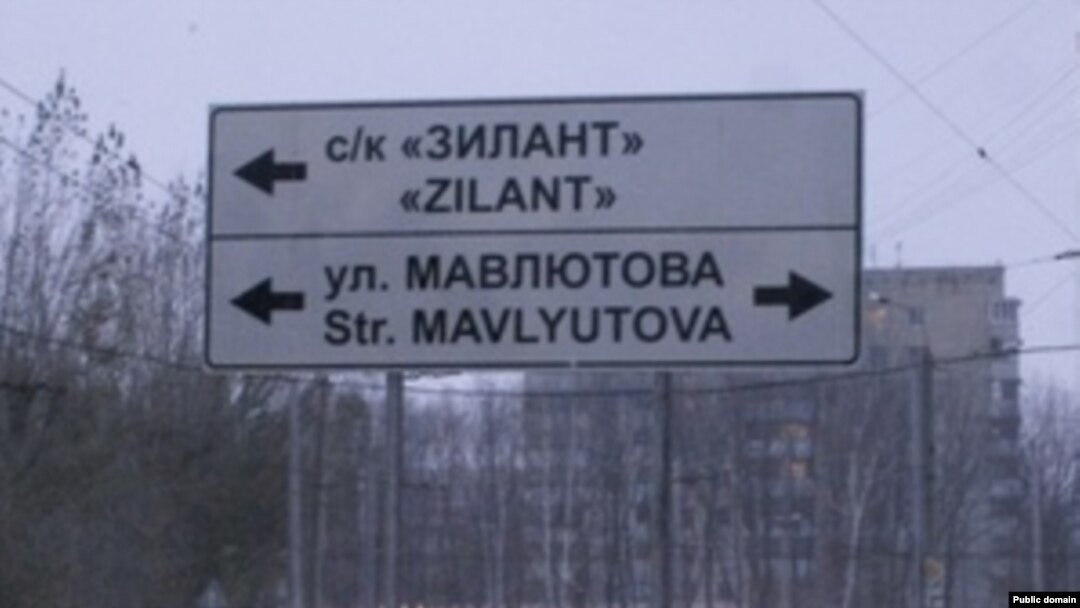 с/к «ЗИЛАНТ»
«ZILANT»
ул. МАВЛЮТОВА
Str. MAVLYUTOVA
Public domain